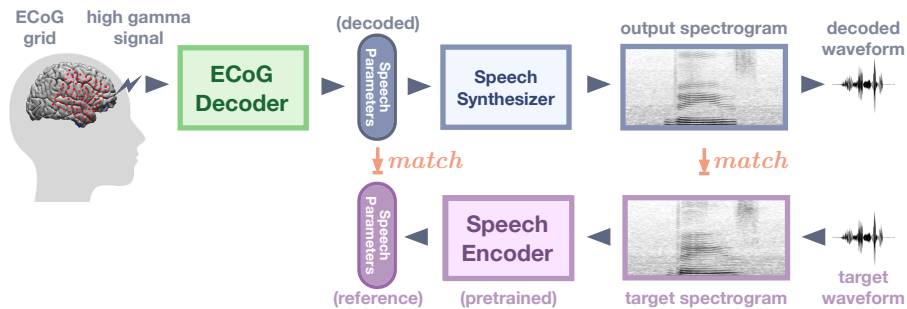 ECoG
grid
high gamma
signal
(decoded)
output spectrogram
decoded
waveform
ECoG
Decoder
Speech
Parameters
Speech
Synthesizer
match
match
Speech
Parameters
Speech
Encoder
(reference)
(pretrained)
target spectrogram
target
waveform